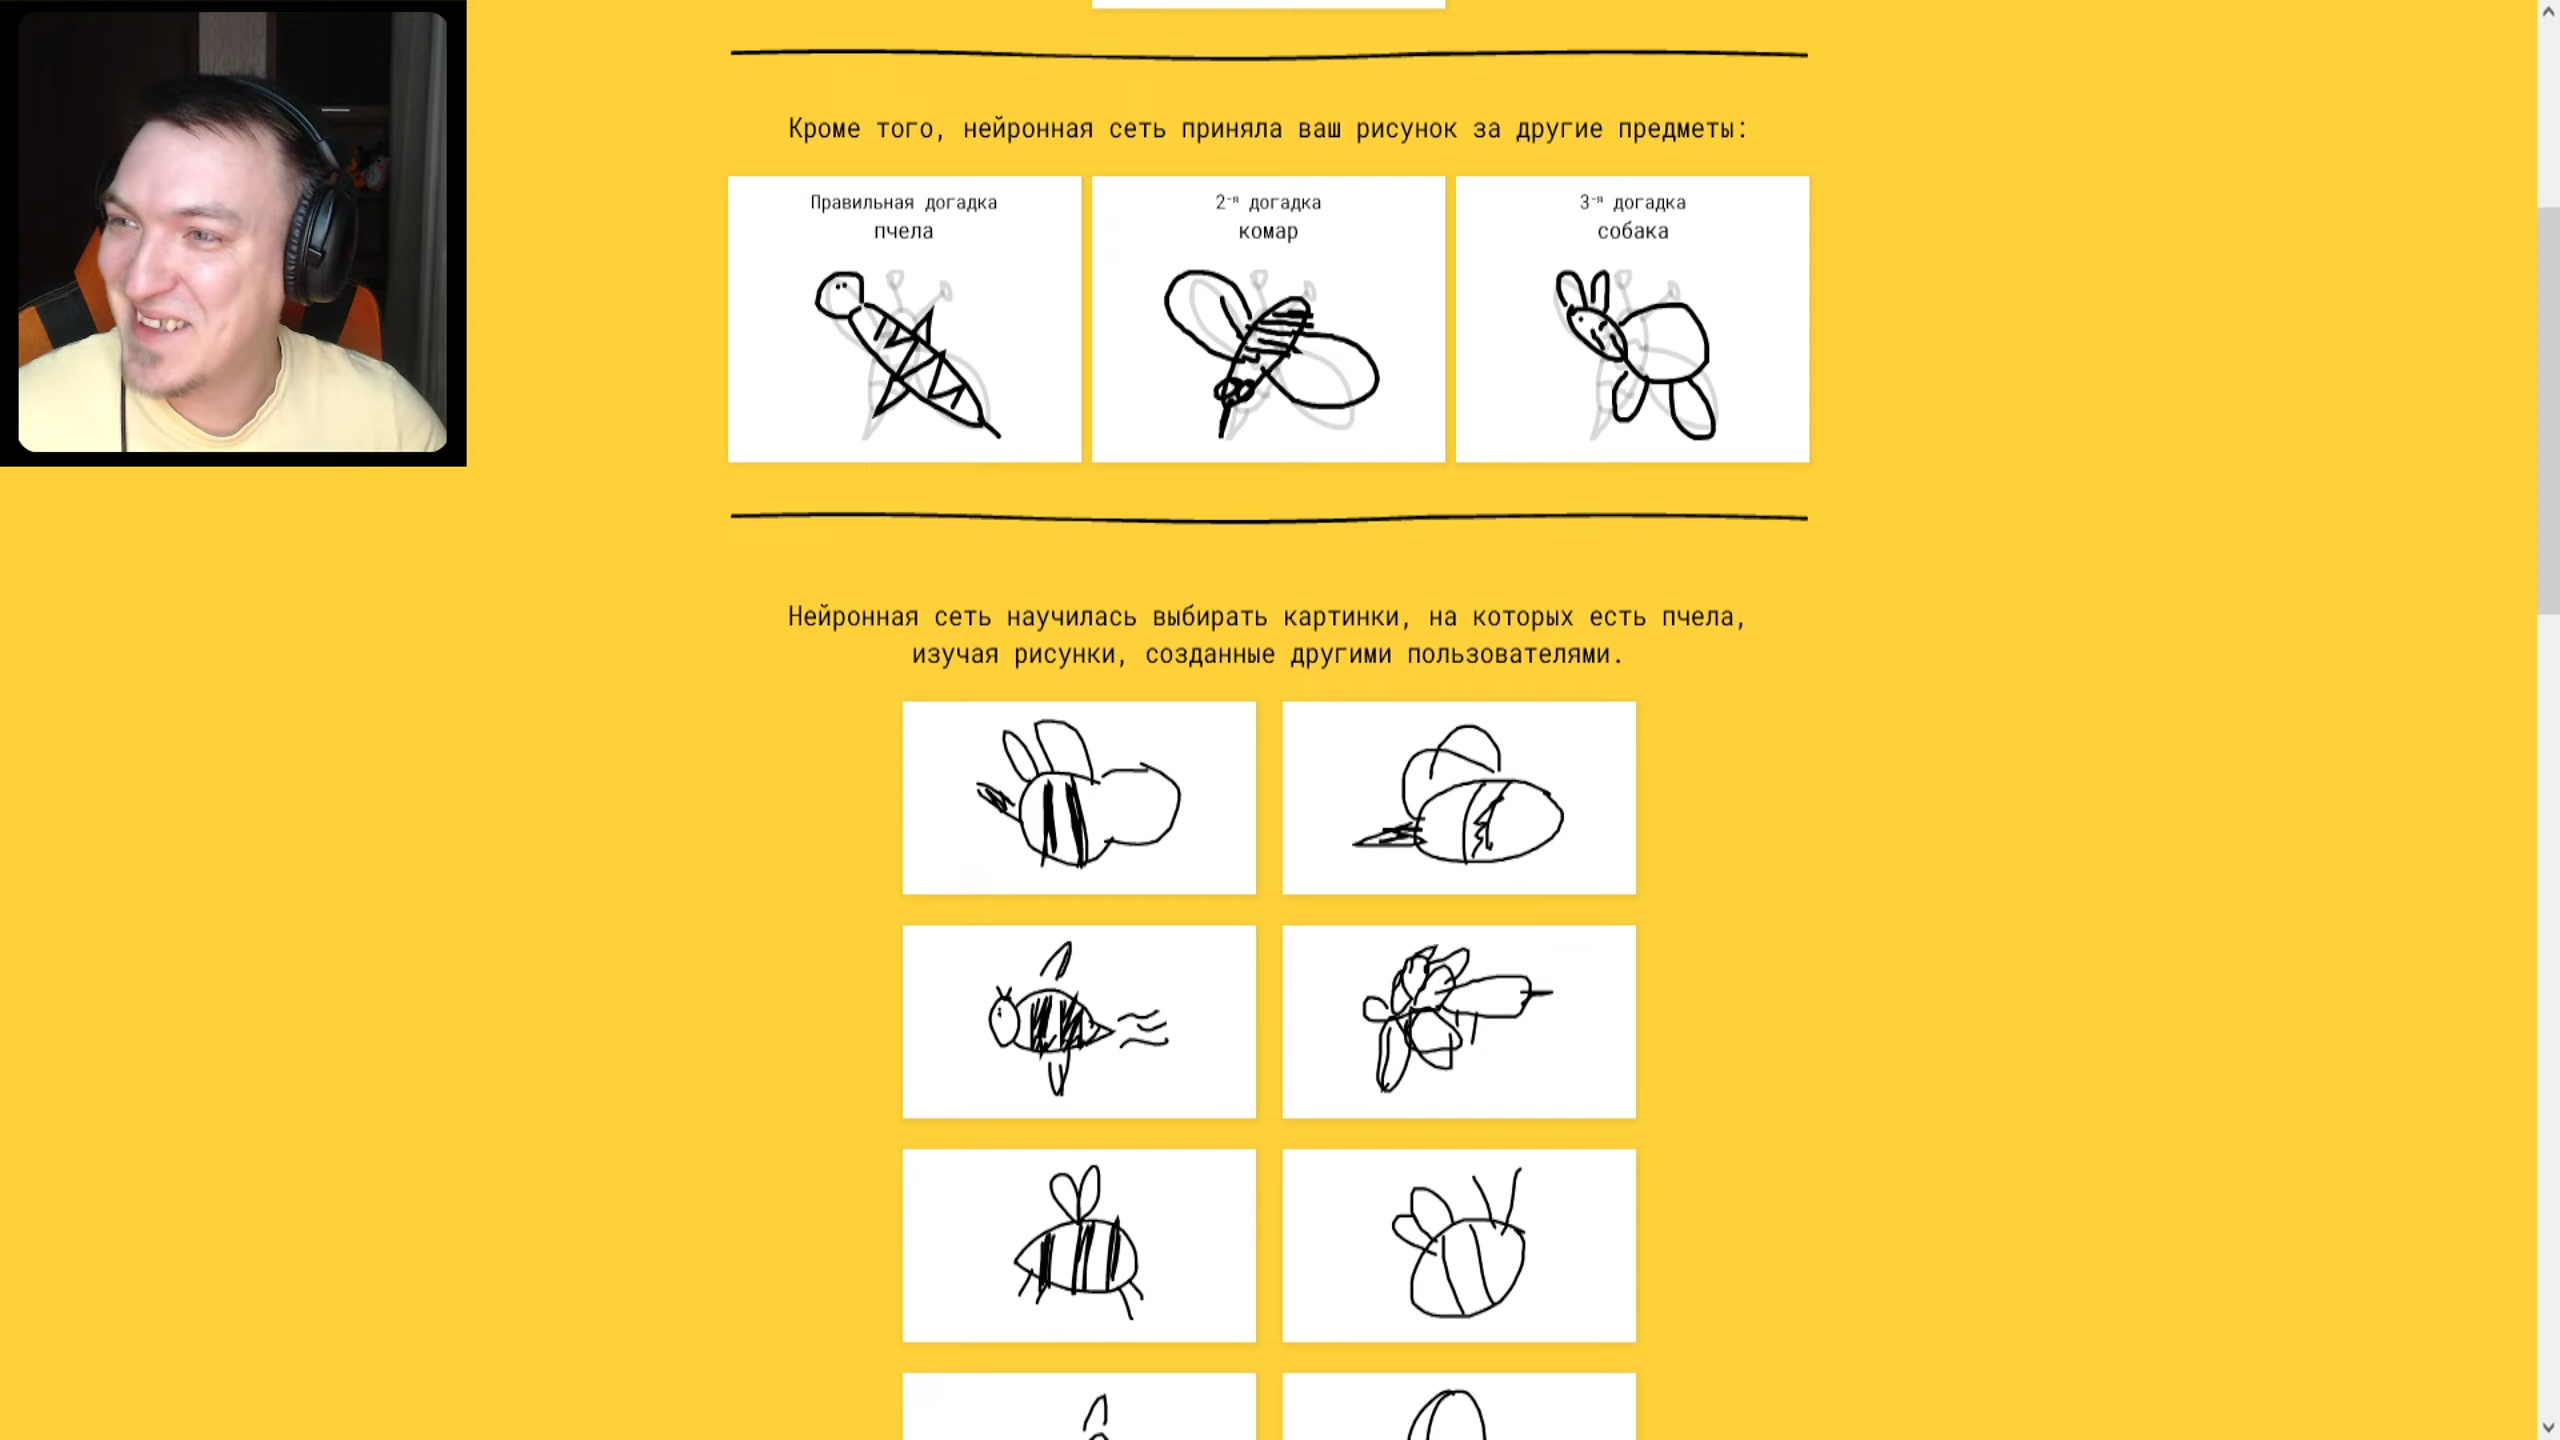 Кроме того, нейронная сеть приняла ваш рисунок за другие предметы:
Правильная догадка
пчела
2-я догадка
комар
3-я догадка
собака
Нейронная сеть научилась выбирать картинки, на которых есть пчела,
изучая рисунки, созданные другими пользователями.